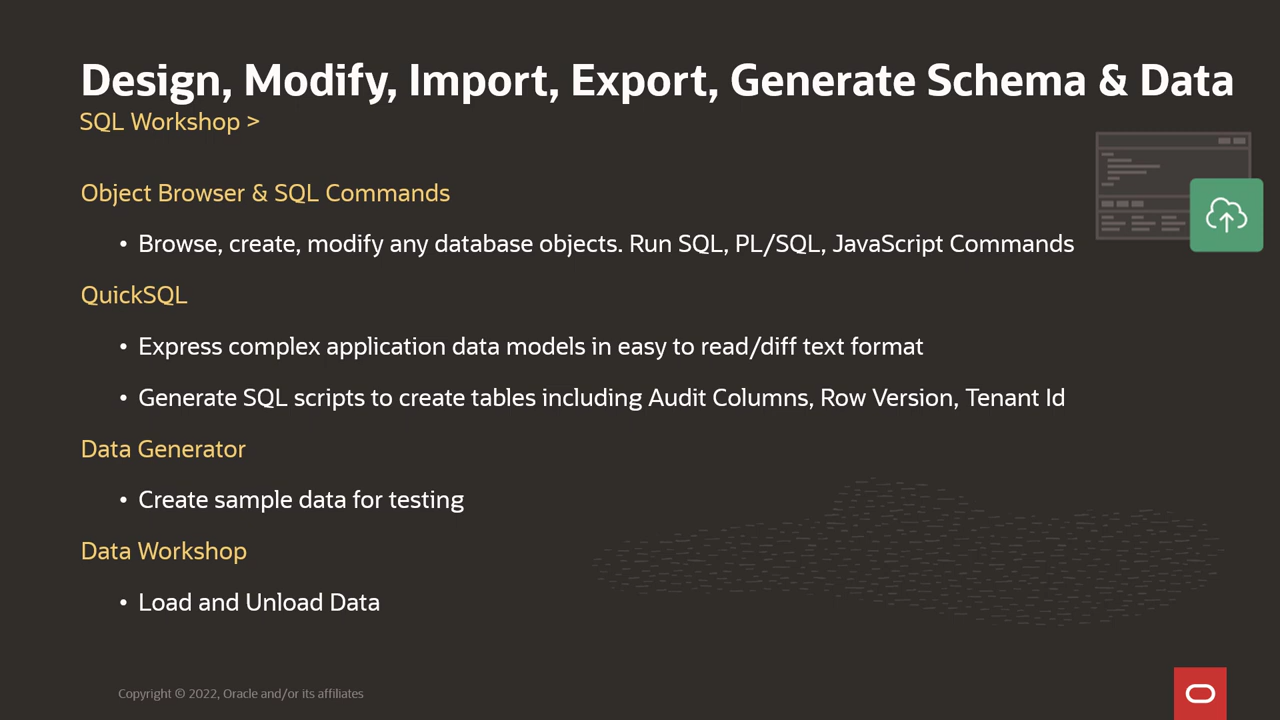 Design, Modify, Import, Export, Generate Schema & Data
SQL Workshop >
Object Browser & SQL Commands
• Browse, create, modify any database objects. Run SQL, PL/SQL, JavaScript Commands
QuickSQL
• Express complex application data models in easy to read/diff text format
• Generate SQL scripts to create tables including Audit Columns, Row Version, Tenant Id
Data Generator
• Create sample data for testing
Data Workshop
• Load and Unload Data
Copyright © 2022, Oracle and/or its affiliates